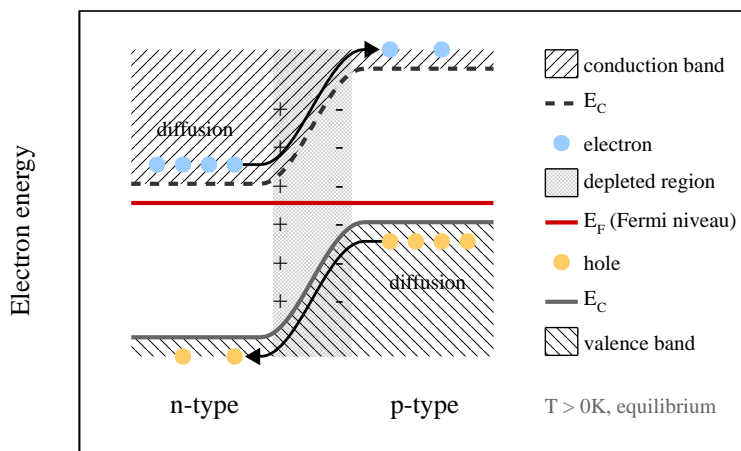 Electron energy
diffusion
+ -
+ -
+ -
+ -
+ -
+ -
diffusion
n-type
p-type
conduction band
E_C
electron
depleted region
E_F (Fermi niveau)
hole
E_C
valence band
T > 0K, equilibrium